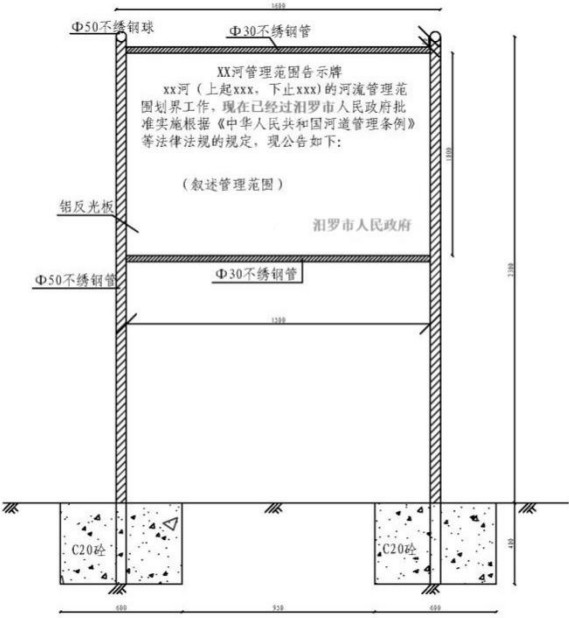 1600
Φ50不绣钢球
Φ30不绣钢管
XX河管理范围告示牌
xx河（上起xxx，下止xxx)的河流管理范
围划界工作，现在已经过汨罗市人民政府批
准实施根据《中华人民共和国河道管理条例》
等法律法规的规定，现公告如下：
1000
（叙述管理范围）
铝反光板
汨罗市人民政府
Φ50不绣钢管
Φ30不绣钢管
1500
C20砼
C20砼
400
600
950
600